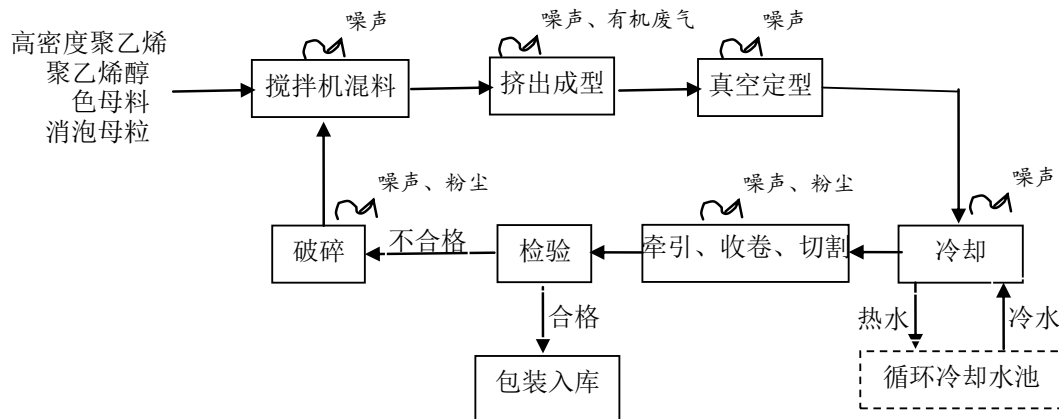 噪声
噪声、有机废气
噪声
高密度聚乙烯
聚乙烯醇
色母料
消泡母粒
搅拌机混料
挤出成型
真空定型
噪声、粉尘
噪声、粉尘
噪声
破碎
不合格
检验
牵引、收卷、切割
冷却
合格
热水
冷水
包装入库
循环冷却水池